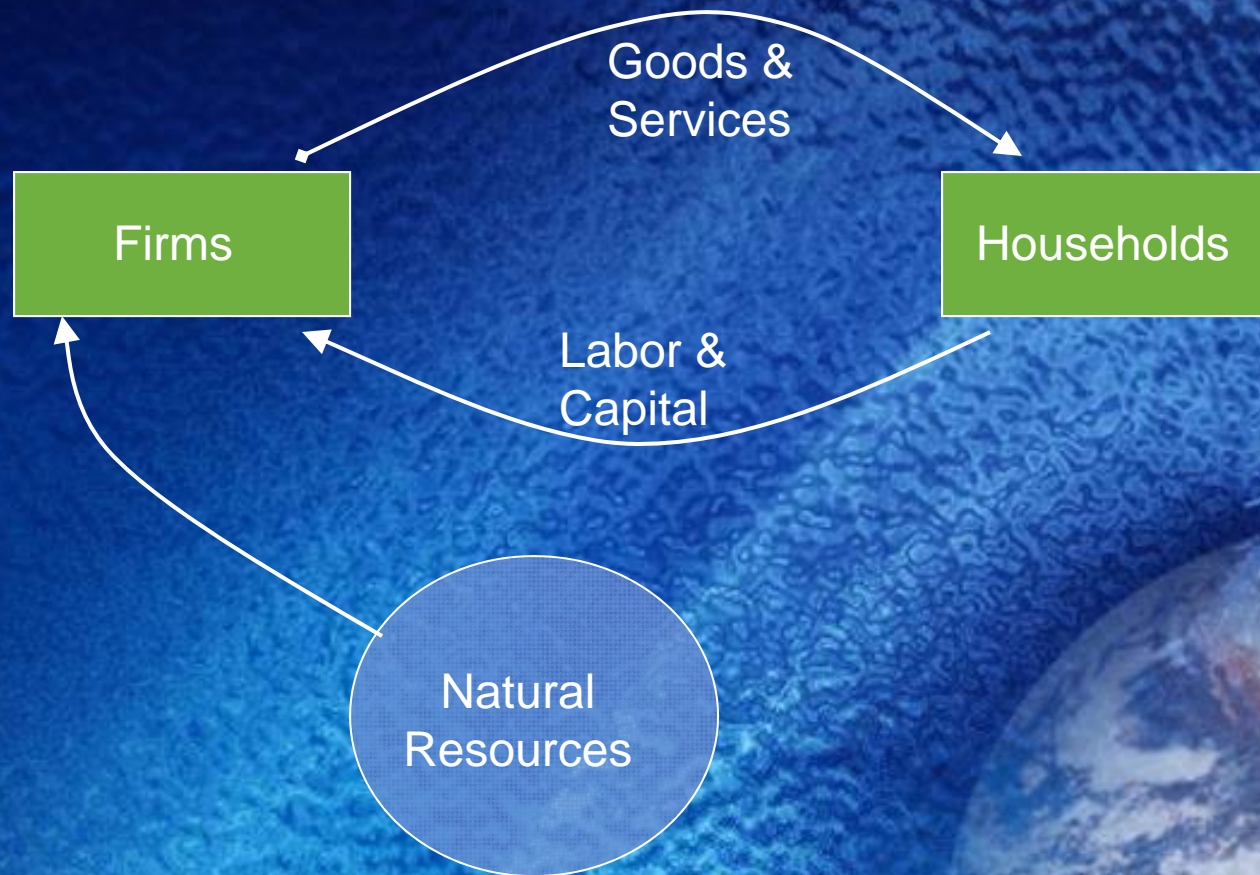 Goods &
Services
Firms
Households
Labor &
Capital
Natural
Resources